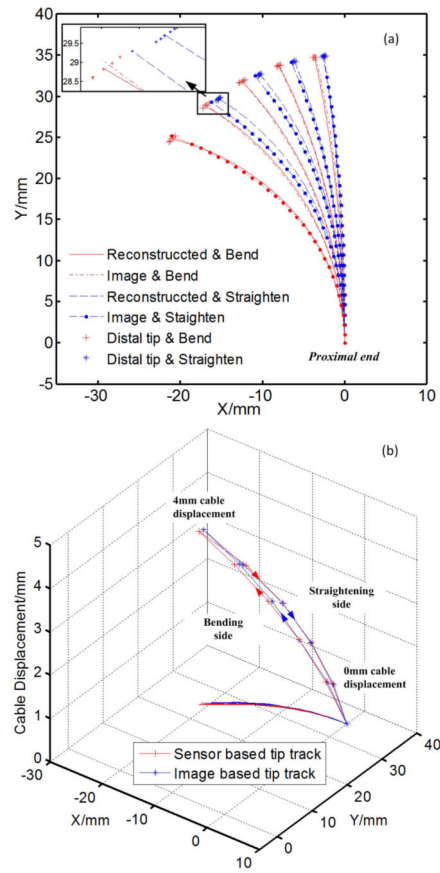 (a)
29.5
29
28.5
40
35
30
25
20
15
10
5
0
-5
Y/mm
Reconstruccted & Bend
Image & Bend
Reconstruccted & Straighten
Image & Staighten
Distal tip & Bend
Distal tip & Straighten
Proximal end
-30 -20 -10 0 10
X/mm
(b)
4mm cable
displacement
Straightening
side
Bending
side
0mm cable
displacement
Cable Displacement/mm
5
4
3
2
1
0
-30
-20
-10
0
10
X/mm
0
10
20
30
40
Y/mm
Sensor based tip track
Image based tip track